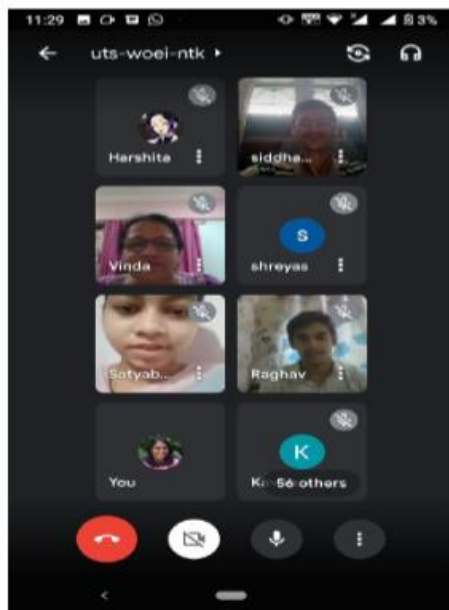 11:29 3%
uts-woei-ntk
Harshita siddha...
Vinda S shreyas
Satyab... Raghav
You K 56 others